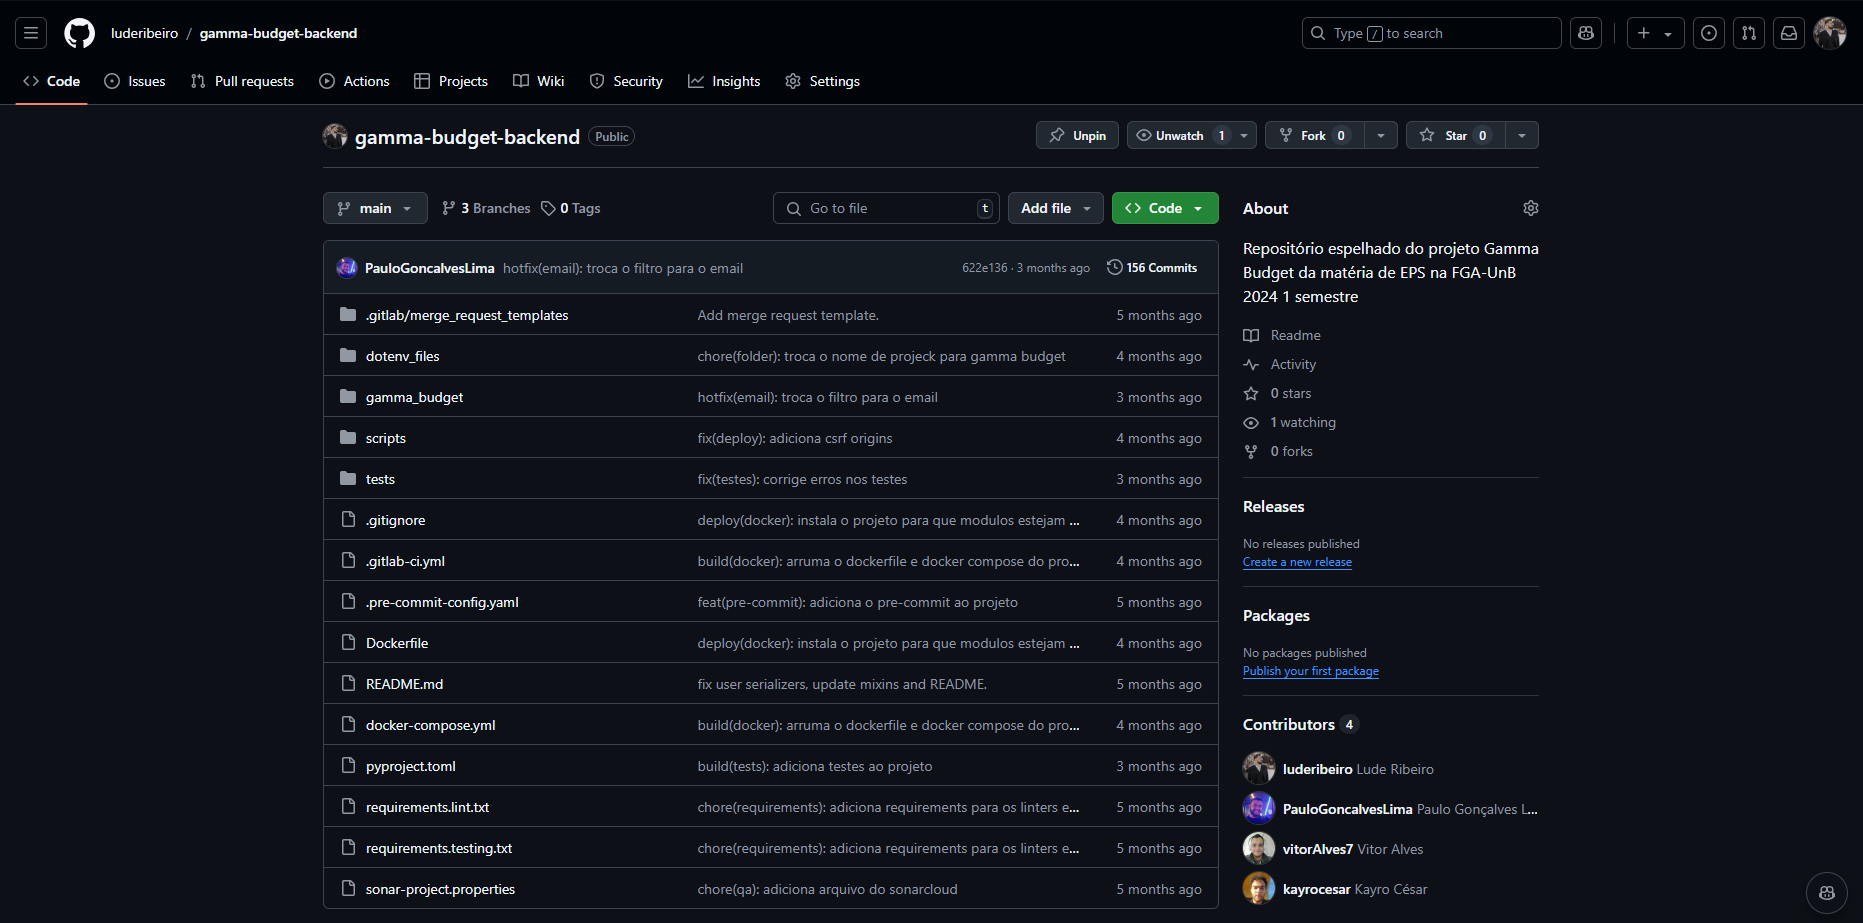 luderibeiro / gamma-budget-backend
Type / to search
Code Issues Pull requests Actions Projects Wiki Security Insights Settings
gamma-budget-backend Public
Unpin Unwatch 1 Fork 0 Star 0
main 3 Branches 0 Tags Go to file t Add file Code
PauloGoncalvesLima hotfix(email): troca o filtro para o email 622e136 · 3 months ago 156 Commits
.gitlab/merge_request_templates Add merge request template. 5 months ago
dotenv_files chore(folder): troca o nome de projeck para gamma budget 4 months ago
gamma_budget hotfix(email): troca o filtro para o email 3 months ago
scripts fix(deploy): adiciona csrf origins 4 months ago
tests fix(testes): corrige erros nos testes 3 months ago
.gitignore deploy(docker): instala o projeto para que modulos estejam ... 4 months ago
.gitlab-ci.yml build(docker): arruma o dockerfile e docker compose do pro... 4 months ago
.pre-commit-config.yaml feat(pre-commit): adiciona o pre-commit ao projeto 5 months ago
Dockerfile deploy(docker): instala o projeto para que modulos estejam ... 4 months ago
README.md fix user serializers, update mixins and README. 5 months ago
docker-compose.yml build(docker): arruma o dockerfile e docker compose do pro... 4 months ago
pyproject.toml build(tests): adiciona testes ao projeto 3 months ago
requirements.lint.txt chore(requirements): adiciona requirements para os linters e... 5 months ago
requirements.testing.txt chore(requirements): adiciona requirements para os linters e... 5 months ago
sonar-project.properties chore(qa): adiciona arquivo do sonarcloud 5 months ago
About
Repositório espelhado do projeto Gamma
Budget da matéria de EPS na FGA-UnB
2024 1 semestre
Readme
Activity
0 stars
1 watching
0 forks
Releases
No releases published
Create a new release
Packages
No packages published
Publish your first package
Contributors 4
luderibeiro Lude Ribeiro
PauloGoncalvesLima Paulo Gonçalves L...
vitorAlves7 Vitor Alves
kayrocesar Kayro César